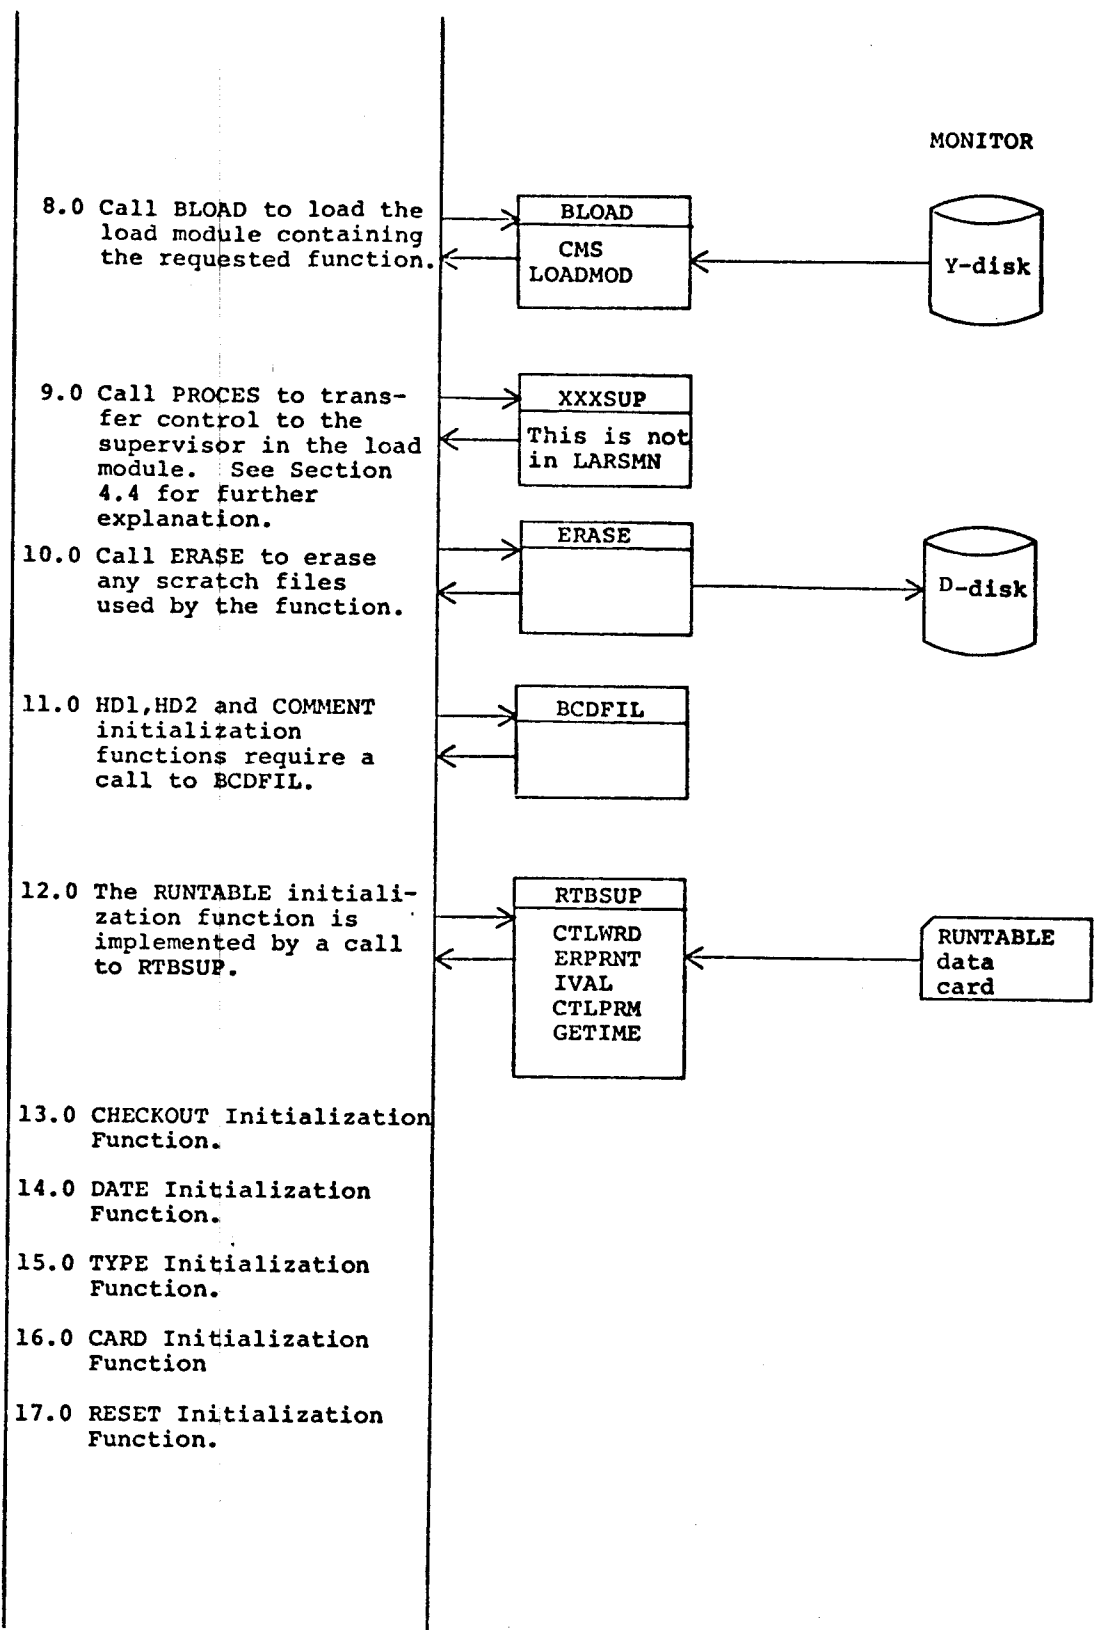 MONITOR
8.0 Call BLOAD to load the
load module containing
the requested function.
BLOAD
CMS
LOADMOD
Y-disk
9.0 Call PROCES to trans-
fer control to the
supervisor in the load
module. See Section
4.4 for further
explanation.
XXXSUP
This is not
in LARSMN
10.0 Call ERASE to erase
any scratch files
used by the function.
ERASE
D-disk
11.0 HD1,HD2 and COMMENT
initialization
functions require a
call to BCDFIL.
BCDFIL
12.0 The RUNTABLE initiali-
zation function is
implemented by a call
to RTBSUP.
RTBSUP
CTLWRD
ERPRNT
IVAL
CTLPRM
GETIME
RUNTABLE
data
card
13.0 CHECKOUT Initialization
Function.
14.0 DATE Initialization
Function.
15.0 TYPE Initialization
Function.
16.0 CARD Initialization
Function
17.0 RESET Initialization
Function.